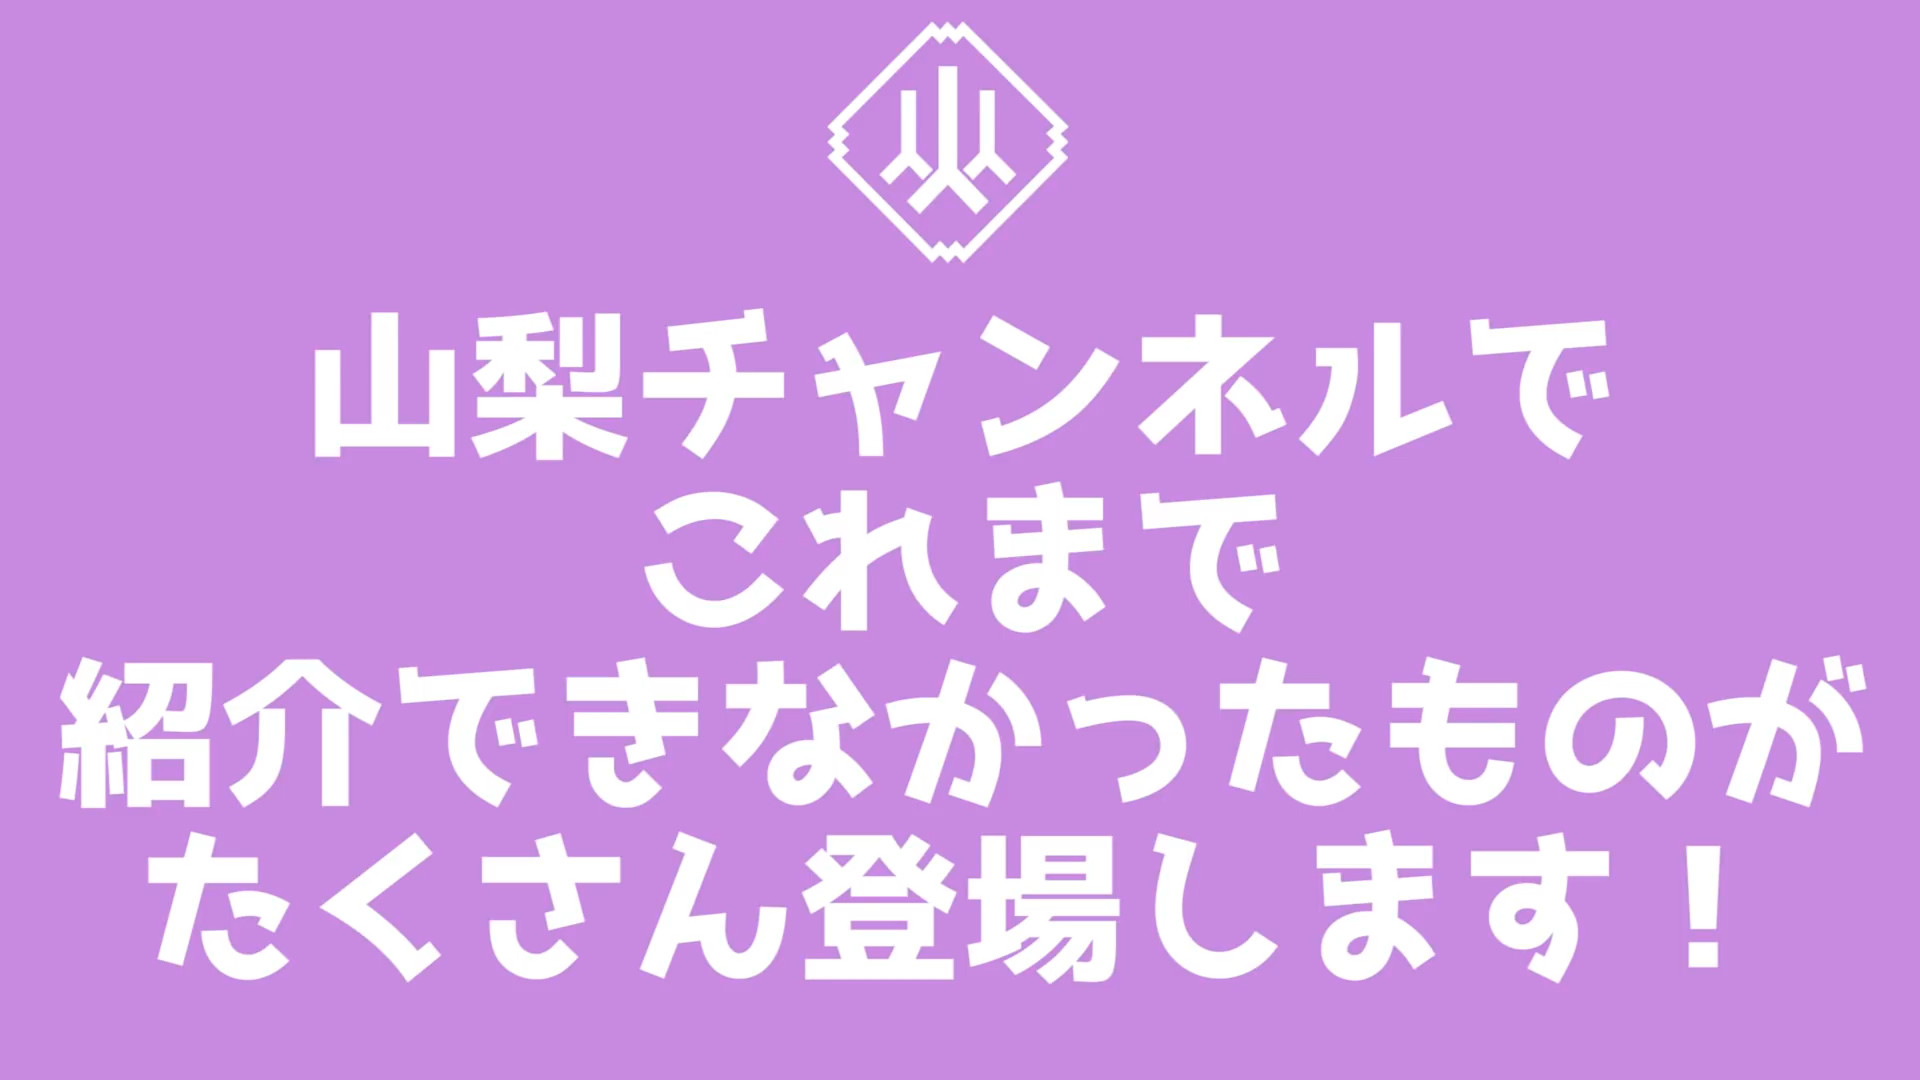 山梨チャンネルで
これまで
紹介できなかったものが
たくさん登場します！